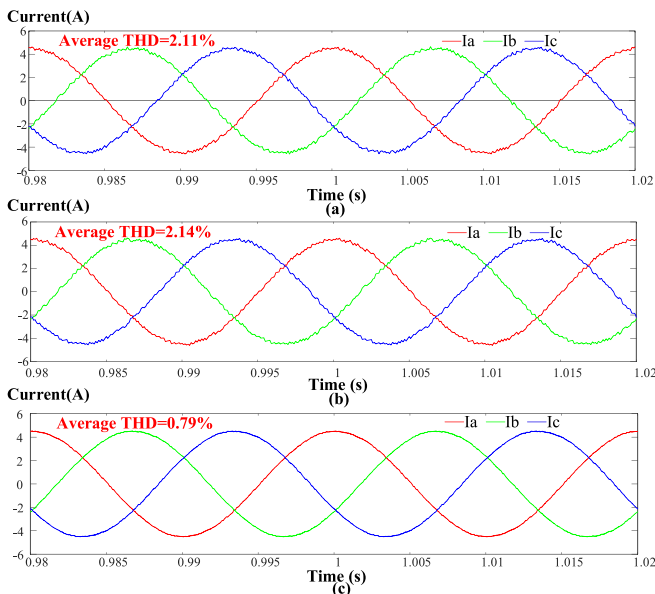 Current(A)
Average THD=2.11%
Ia Ib Ic
6
4
2
0
-2
-4
-6
0.98 0.985 0.99 0.995 1 1.005 1.01 1.015 1.02
Time (s)
(a)
Current(A)
Average THD=2.14%
Ia Ib Ic
6
4
2
0
-2
-4
-6
0.98 0.985 0.99 0.995 1 1.005 1.01 1.015 1.02
Time (s)
(b)
Current(A)
Average THD=0.79%
Ia Ib Ic
6
4
2
0
-2
-4
-6
0.98 0.985 0.99 0.995 1 1.005 1.01 1.015 1.02
Time (s)
(c)